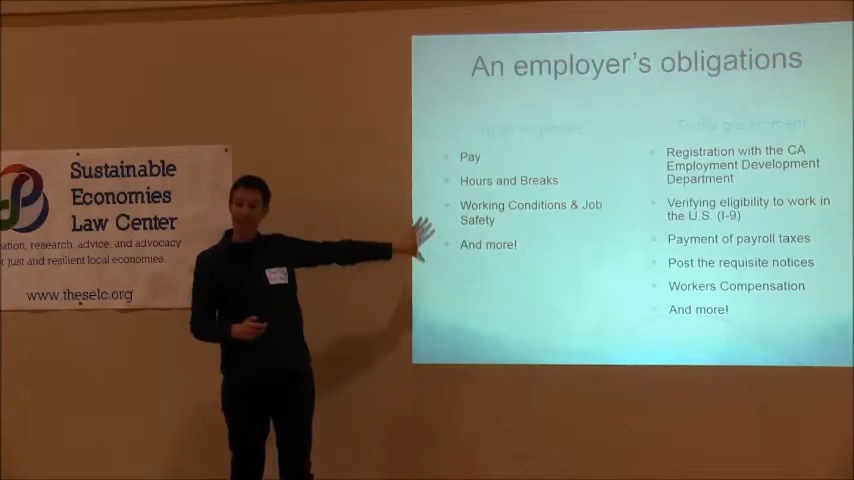 Sustainable
Economies
Law Center
ation, research, advice, and advocacy
or just and resilient local economies.
www.theselc.org
An employer's obligations
To an employee
To the government
Pay
Hours and Breaks
Working Conditions & Job
Safety
And more!
Registration with the CA
Employment Development
Department
Verifying eligibility to work in
the U.S. (I-9)
Payment of payroll taxes
Post the requisite notices
Workers Compensation
And more!